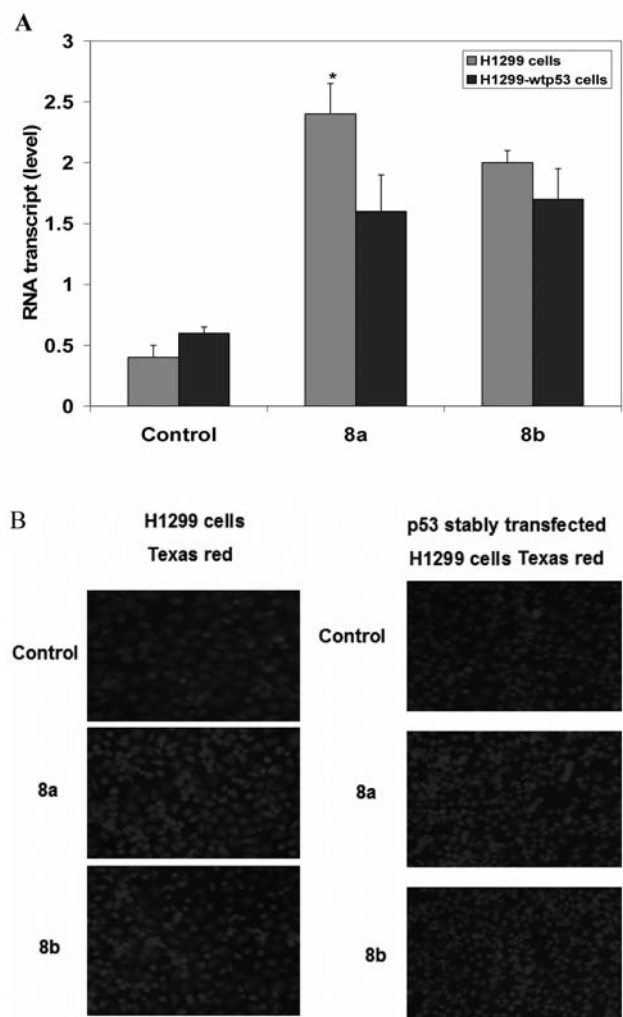 A
3
2.5
2
1.5
1
0.5
0
RNA transcript (level)
*
H1299 cells
H1299-wtp53 cells
Control 8a 8b
B
H1299 cells
Texas red
Control
8a
8b
p53 stably transfected
H1299 cells Texas red
Control
8a
8b